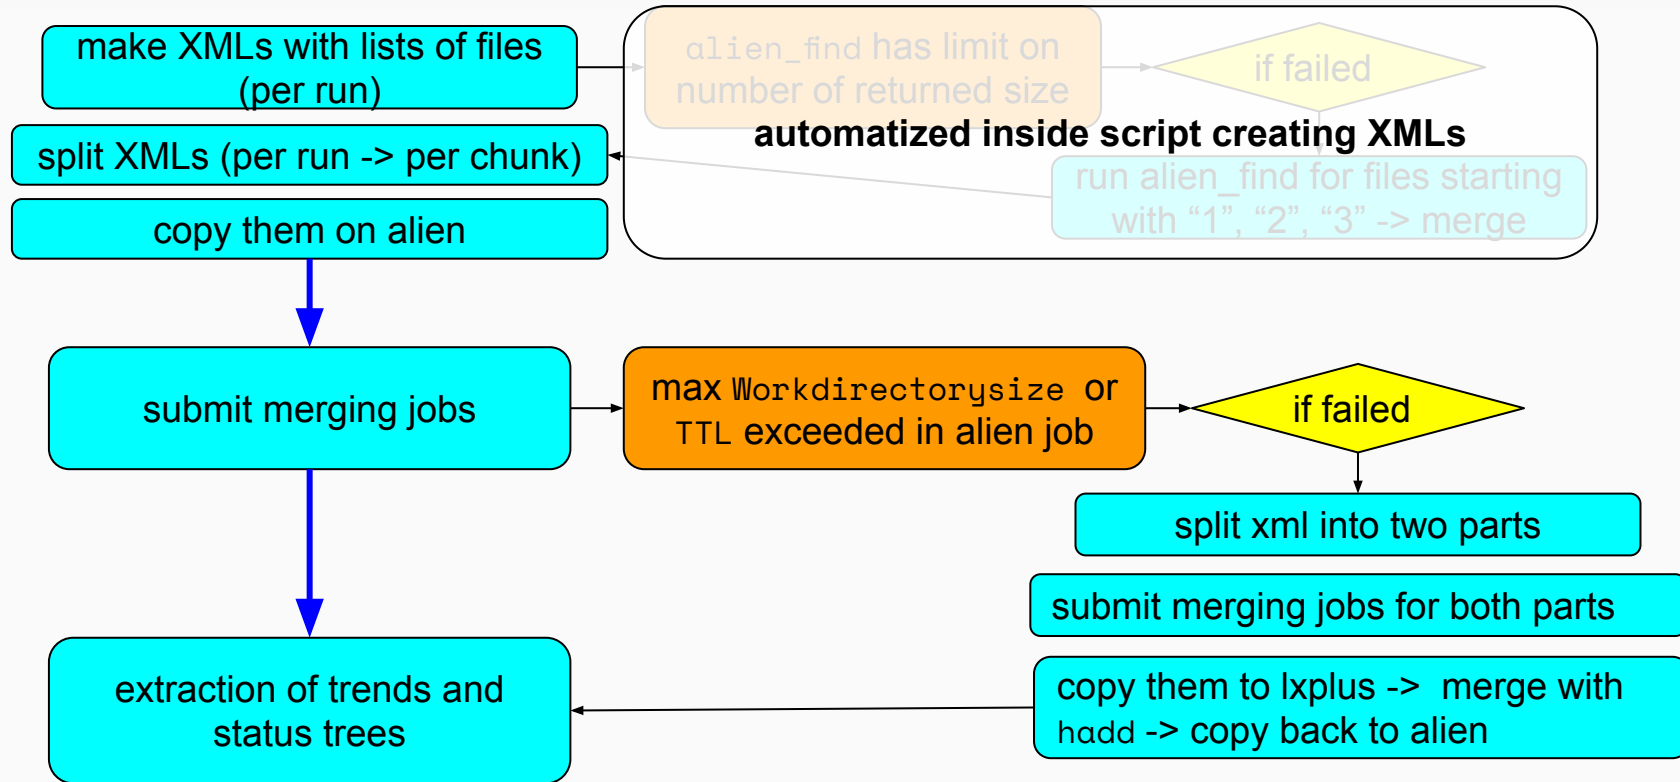 make XMLs with lists of files
(per run)
alien_find has limit on
number of returned size
if failed
automatized inside script creating XMLs
split XMLs (per run -> per chunk)
run alien_find for files starting
with “1”, “2”, “3” -> merge
copy them on alien
submit merging jobs
max Workdirectorysize or
TTL exceeded in alien job
if failed
split xml into two parts
submit merging jobs for both parts
extraction of trends and
status trees
copy them to lxplus -> merge with
hadd -> copy back to alien